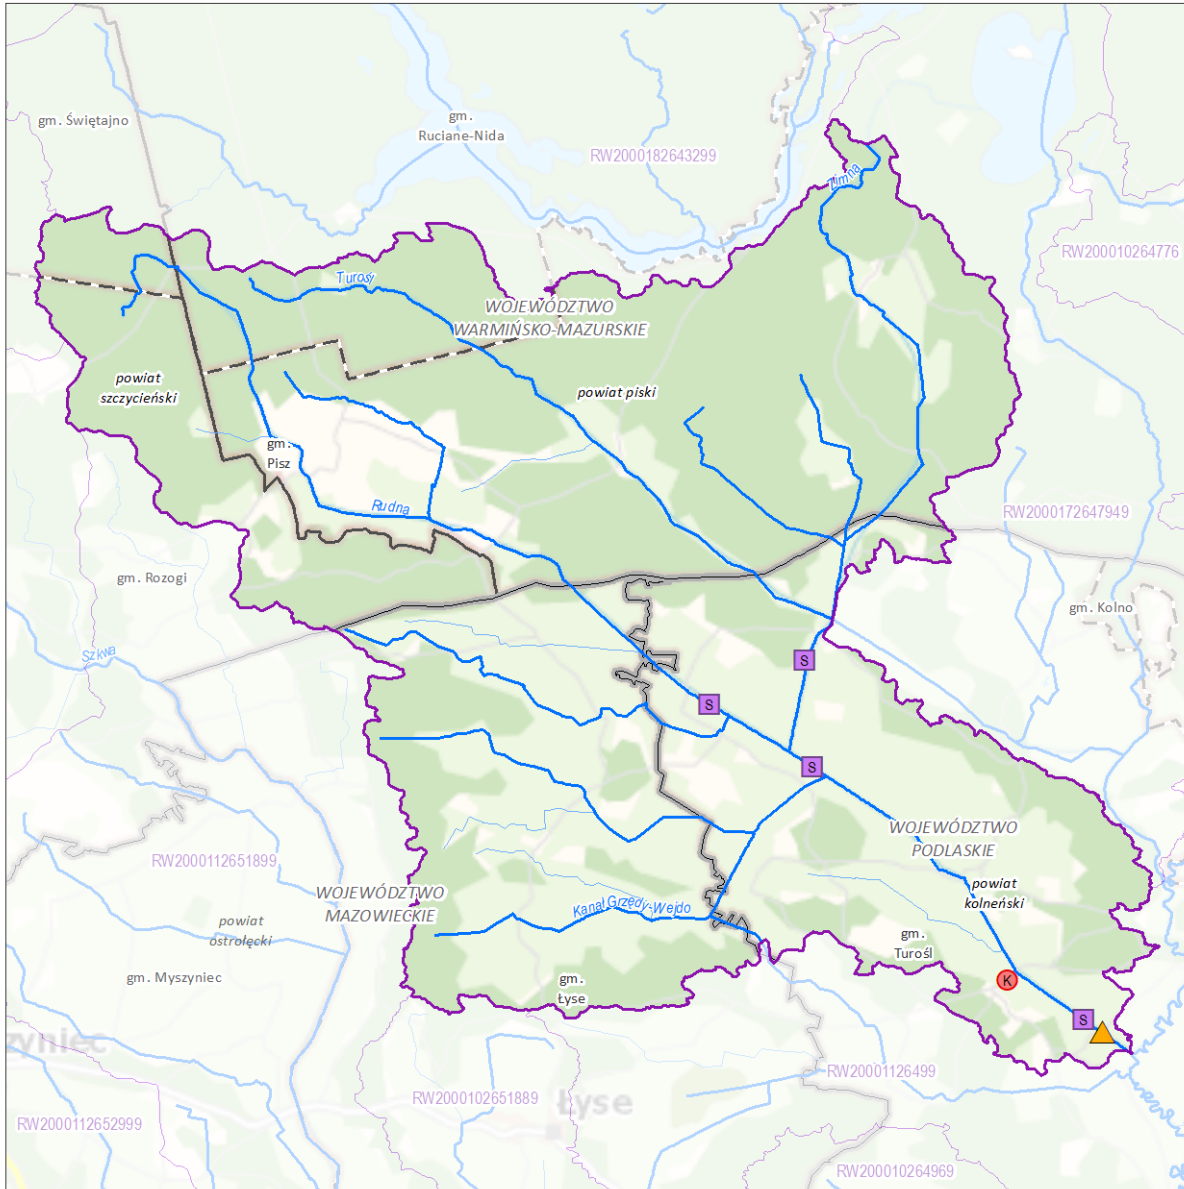 gm. Świętajno
gm.
Ruciane-Nida
RW2000182643299
Zimna
RW200010264776
Turośy
WOJEWÓDZTWO
WARMIŃSKO-MAZURSKIE
powiat
szczycieński
powiat piski
gm.
Pisz
Rudna
RW2000172647949
gm. Rozogi
gm. Kolno
Szkwa
S
S
S
WOJEWÓDZTWO
PODLASKIE
RW2000112651899
WOJEWÓDZTWO
MAZOWIECKIE
powiat
kolneński
Kanał Grzędy-Wejdo
powiat
ostrołęcki
gm.
Turośl
gm. Myszyniec
gm.
Łyse
K
S
zyniec
RW20001126499
RW2000102651889
Łyse
RW2000112652999
RW200010264969